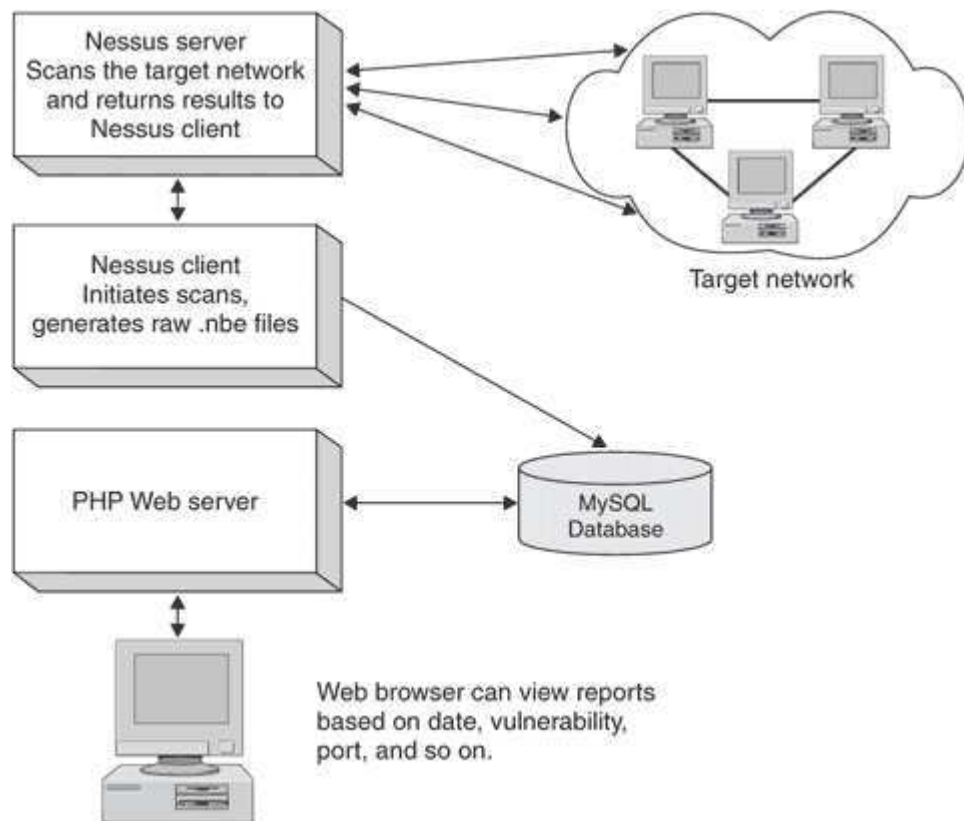 Nessus server
Scans the target network
and returns results to
Nessus client
Target network
Nessus client
Initiates scans,
generates raw .nbe files
PHP Web server
MySQL
Database
Web browser can view reports
based on date, vulnerability,
port, and so on.